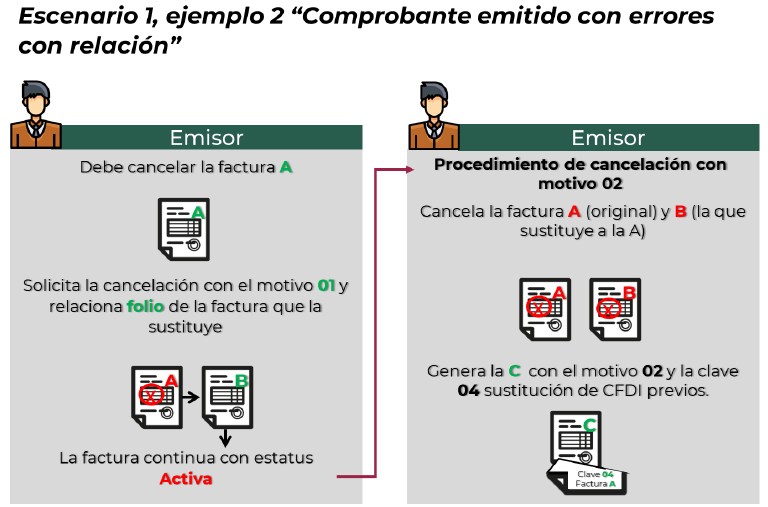 Escenario 1, ejemplo 2 “Comprobante emitido con errores
con relación”
Emisor
Debe cancelar la factura A
A
Solicita la cancelación con el motivo 01 y
relaciona folio de la factura que la
sustituye
A
X
B
La factura continua con estatus
Activa
Emisor
Procedimiento de cancelación con
motivo 02
Cancela la factura A (original) y B (la que
sustituye a la A)
A
X
B
X
Genera la C con el motivo 02 y la clave
04 sustitución de CFDI previos.
C
Clave 04
Factura A